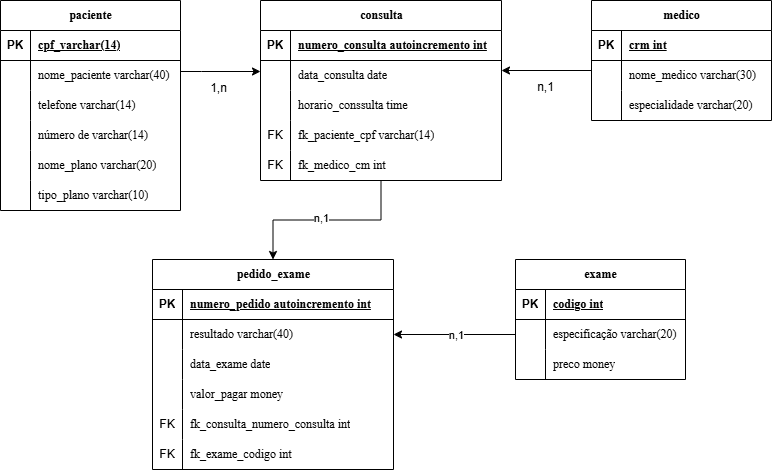 paciente
PK cpf_varchar(14)
nome_paciente varchar(40)
telefone varchar(14)
número de varchar(14)
nome_plano varchar(20)
tipo_plano varchar(10)
1,n
consulta
PK numero_consulta autoincremento int
data_consulta date
horario_conssulta time
FK fk_paciente_cpf varchar(14)
FK fk_medico_cm int
n,1
medico
PK crm int
nome_medico varchar(30)
especialidade varchar(20)
n,1
pedido_exame
PK numero_pedido autoincremento int
resultado varchar(40)
data_exame date
valor_pagar money
FK fk_consulta_numero_consulta int
FK fk_exame_codigo int
n,1
exame
PK codigo int
especificação varchar(20)
preco money